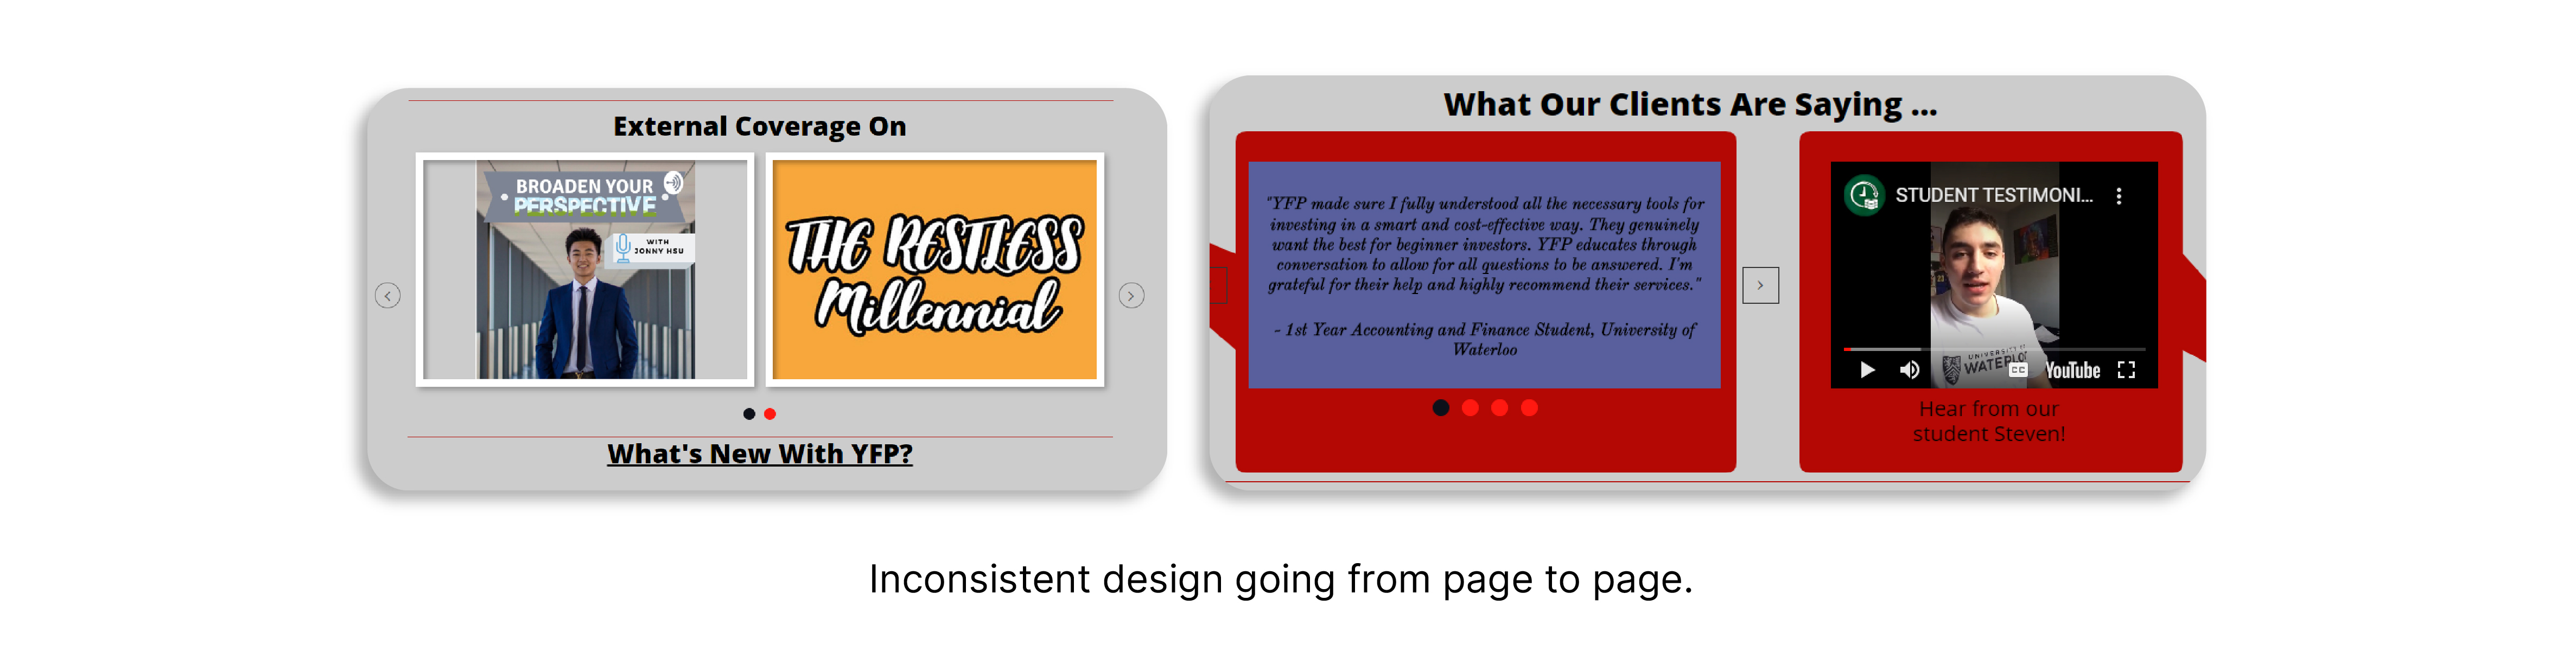 External Coverage On
BROADEN YOUR
PERSPECTIVE
WITH
JONNY HSU
THE RESTLESS
Millennial
What's New With YFP?
What Our Clients Are Saying ...
"YFP made sure I fully understood all the necessary tools for
investing in a smart and cost-effective way. They genuinely
want the best for beginner investors. YFP educates through
conversation to allow for all questions to be answered. I'm
grateful for their help and highly recommend their services."
- 1st Year Accounting and Finance Student, University of
Waterloo
STUDENT TESTIMONI...
23
UNIVERSITY OF
WATERLOO
CC
YouTube
Hear from our
student Steven!
Inconsistent design going from page to page.